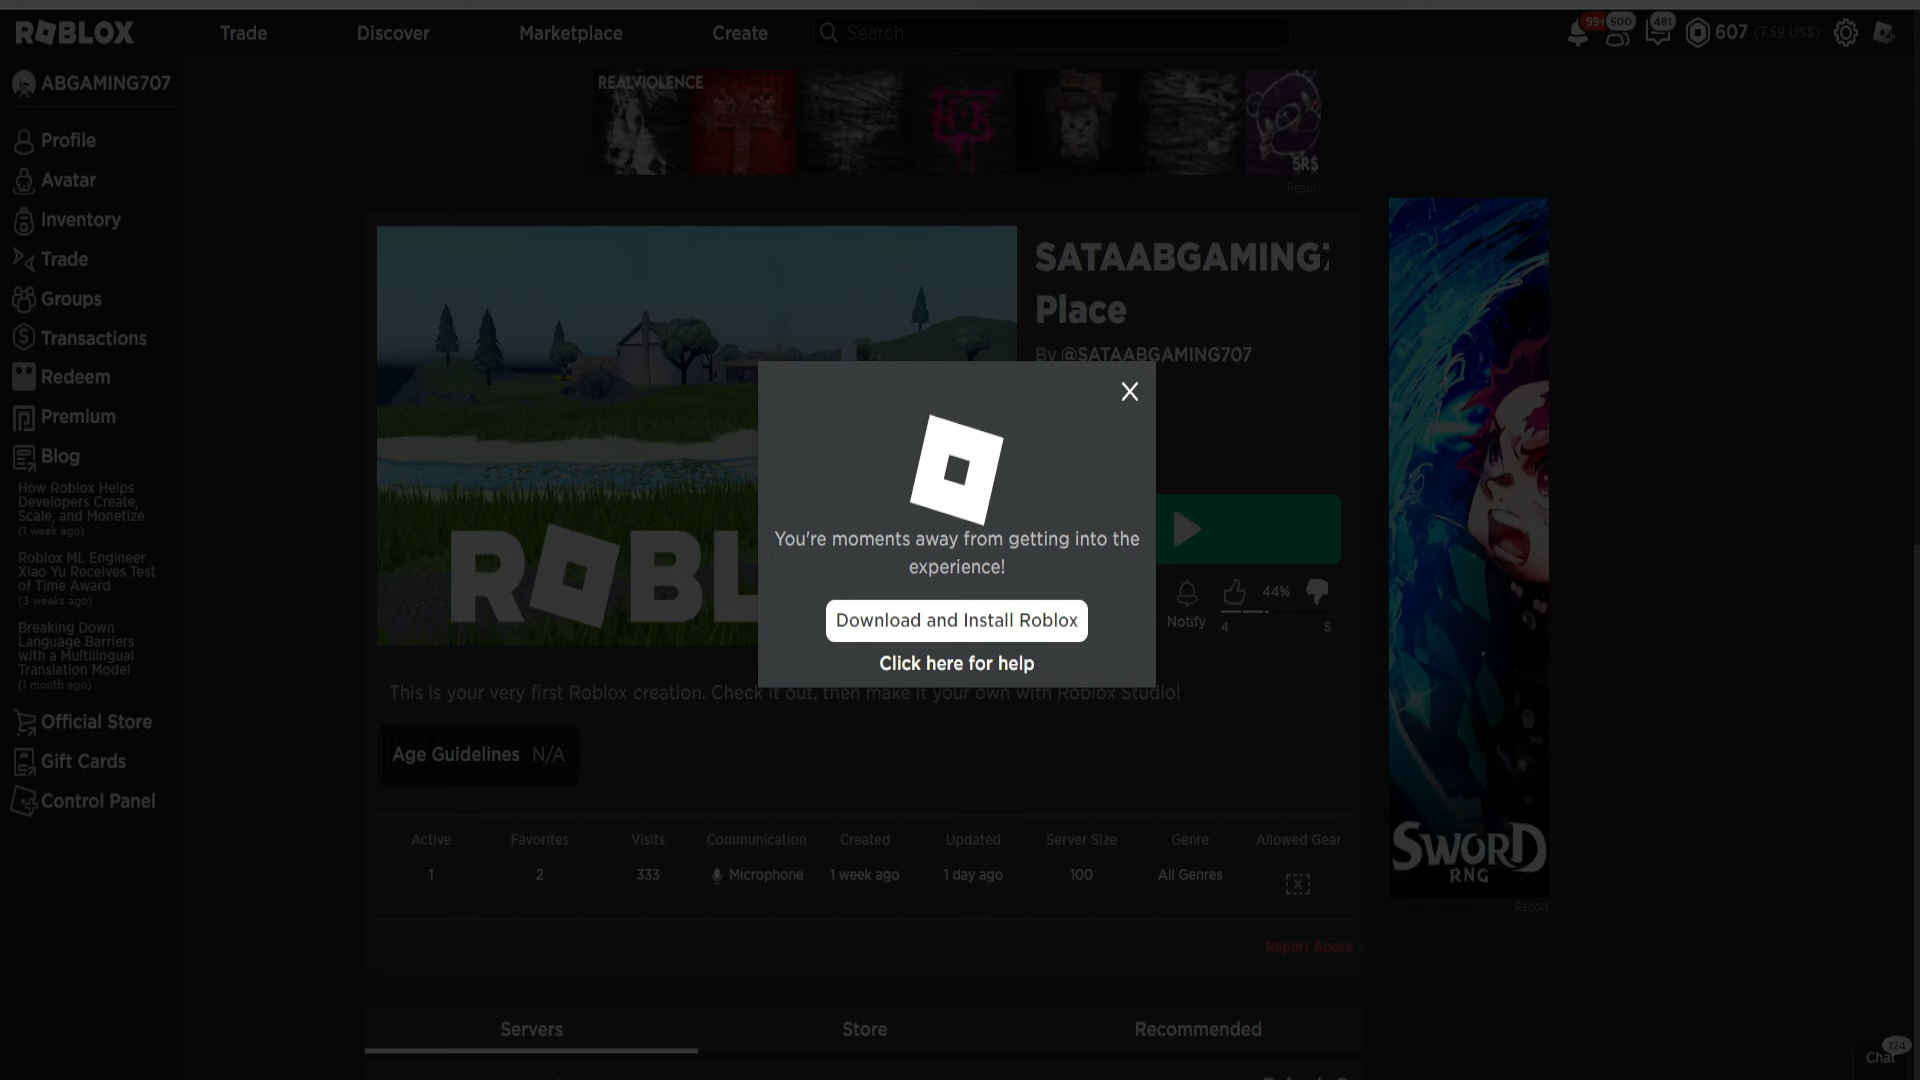 ROBLOX
Trade
Discover
Marketplace
Create
Search
99+
500
481
607
(7.59 US$)
ABGAMING707
Profile
Avatar
Inventory
Trade
Groups
Transactions
Redeem
Premium
Blog
How Roblox Helps
Developers Create,
Scale, and Monetize
(1 week ago)
Roblox ML Engineer
Xiao Yu Receives Test
of Time Award
(3 weeks ago)
Breaking Down
Language Barriers
with a Multilingual
Translation Model
(1 month ago)
Official Store
Gift Cards
Control Panel
REALVIOLENCE
5R$
Report
SATAABGAMING7
Place
By @SATAABGAMING707
ROBL
You're moments away from getting into the
experience!
Download and Install Roblox
Click here for help
Notify
44%
4
5
This is your very first Roblox creation. Check it out, then make it your own with Roblox Studio!
Age Guidelines N/A
Active
Favorites
Visits
Communication
Created
Updated
Server Size
Genre
Allowed Gear
1
2
333
Microphone
1 week ago
1 day ago
100
All Genres
Report Abuse
SWORD
RNG
Report
Servers
Store
Recommended
Chat
124